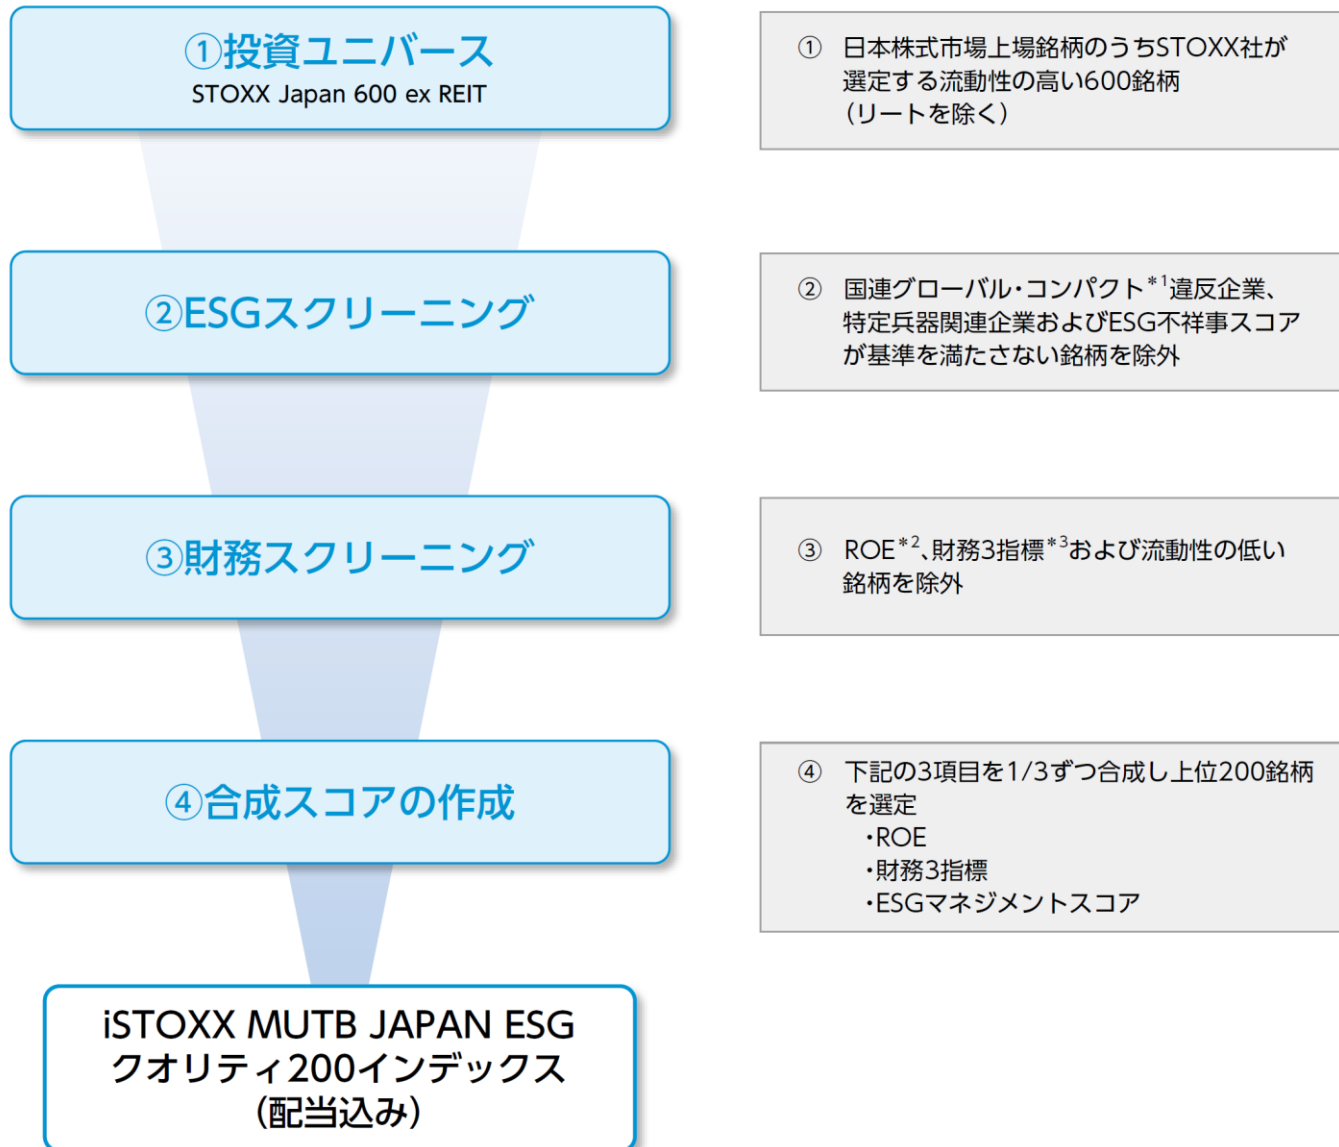 ①投資ユニバース
STOXX Japan 600 ex REIT
① 日本株式市場上場銘柄のうちSTOXX社が
選定する流動性の高い600銘柄
（リートを除く）
②ESGスクリーニング
② 国連グローバル・コンパクト*1違反企業、
特定兵器関連企業およびESG不祥事スコア
が基準を満たさない銘柄を除外
③財務スクリーニング
③ ROE*2、財務3指標*3および流動性の低い
銘柄を除外
④合成スコアの作成
④ 下記の3項目を1/3ずつ合成し上位200銘柄
を選定
・ROE
・財務3指標
・ESGマネジメントスコア
iSTOXX MUTB JAPAN ESG
クオリティ200インデックス
（配当込み）